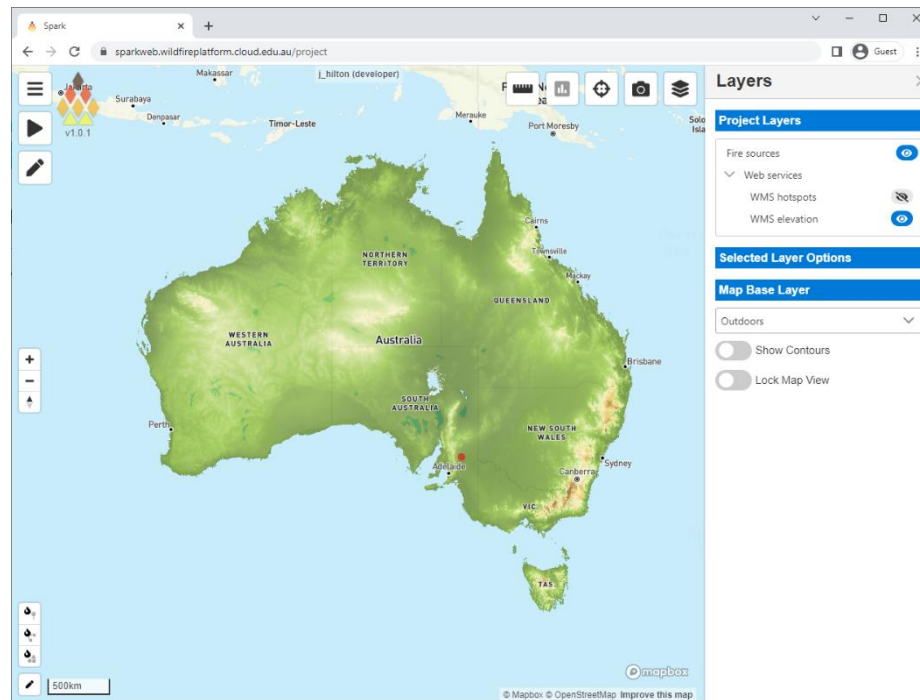 Spark
sparkweb.wildfireplatform.cloud.edu.au/project
Guest
Makassar
j_hilton (developer)
Surabaya
Denpasar
Timor-Leste
Merauke
Port Moresby
v1.0.1
Cairns
Townsville
Mackay
NORTHERN
TERRITORY
QUEENSLAND
WESTERN
AUSTRALIA
Australia
Brisbane
SOUTH
AUSTRALIA
Perth
NEW SOUTH
WALES
Adelaide
Sydney
Canberra
VIC.
TAS.
500km
mapbox
© Mapbox © OpenStreetMap Improve this map
Layers
Project Layers
Fire sources
Web services
WMS hotspots
WMS elevation
Selected Layer Options
Map Base Layer
Outdoors
Show Contours
Lock Map View